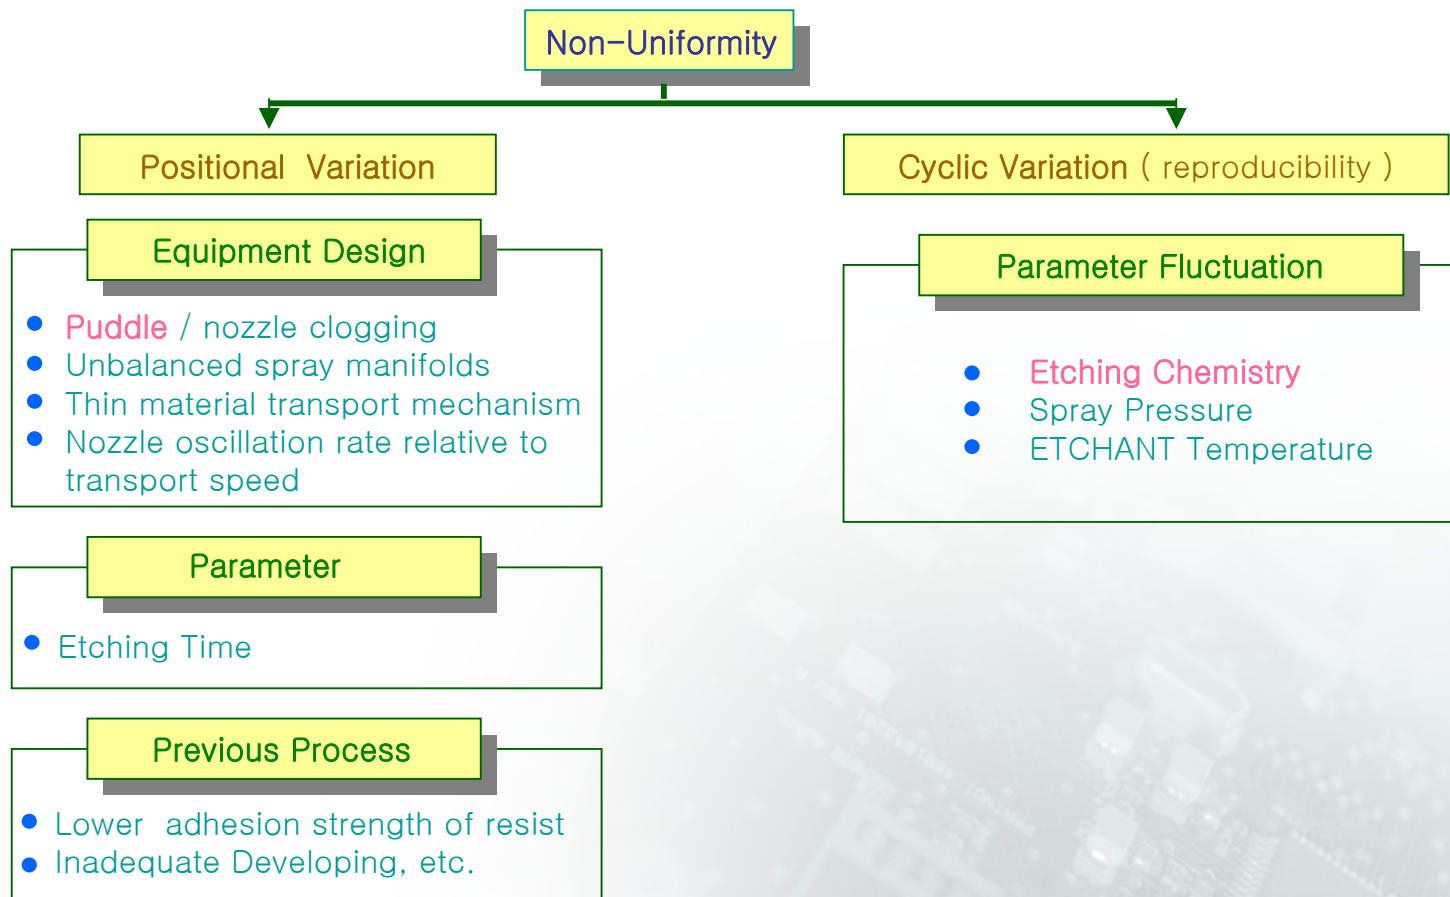 Non-Uniformity
Positional Variation
Equipment Design
Puddle / nozzle clogging
Unbalanced spray manifolds
Thin material transport mechanism
Nozzle oscillation rate relative to
transport speed
Parameter
Etching Time
Previous Process
Lower adhesion strength of resist
Inadequate Developing, etc.
Cyclic Variation ( reproducibility )
Parameter Fluctuation
Etching Chemistry
Spray Pressure
ETCHANT Temperature